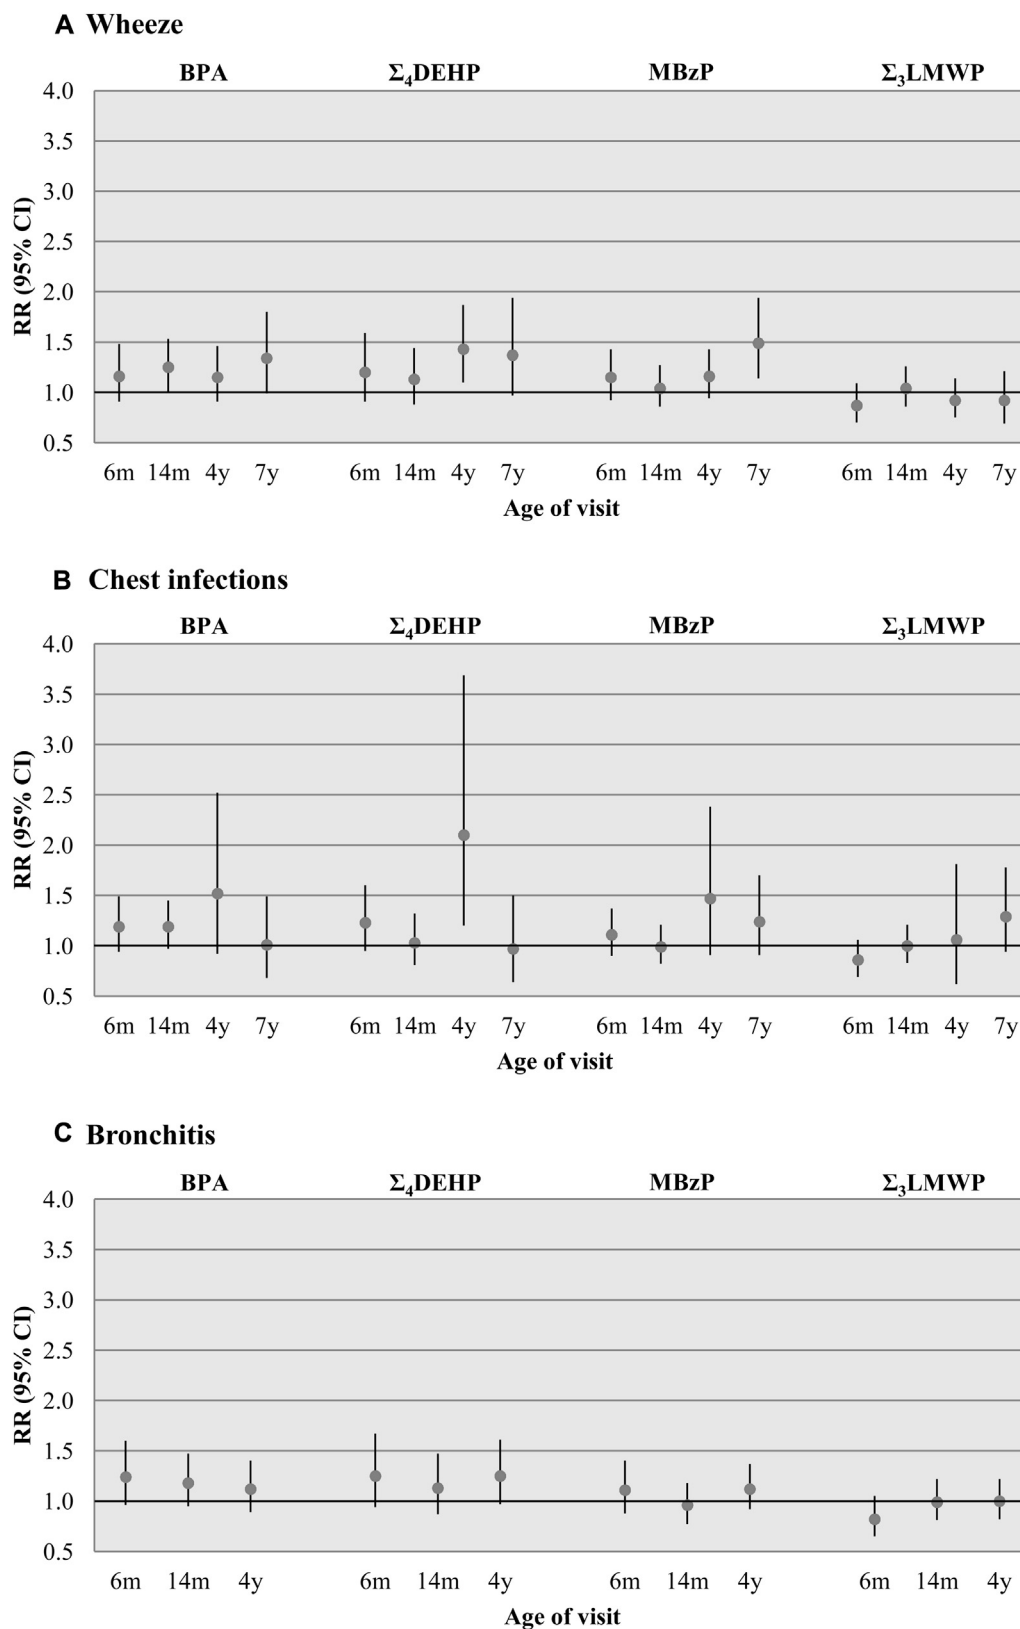 A Wheeze
BPA Σ₄DEHP MBzP Σ₃LMWP
4.0
3.5
3.0
2.5
2.0
1.5
1.0
0.5
RR (95% CI)
6m 14m 4y 7y 6m 14m 4y 7y 6m 14m 4y 7y 6m 14m 4y 7y
Age of visit
B Chest infections
BPA Σ₄DEHP MBzP Σ₃LMWP
4.0
3.5
3.0
2.5
2.0
1.5
1.0
0.5
RR (95% CI)
6m 14m 4y 7y 6m 14m 4y 7y 6m 14m 4y 7y 6m 14m 4y 7y
Age of visit
C Bronchitis
BPA Σ₄DEHP MBzP Σ₃LMWP
4.0
3.5
3.0
2.5
2.0
1.5
1.0
0.5
RR (95% CI)
6m 14m 4y 6m 14m 4y 6m 14m 4y 6m 14m 4y
Age of visit